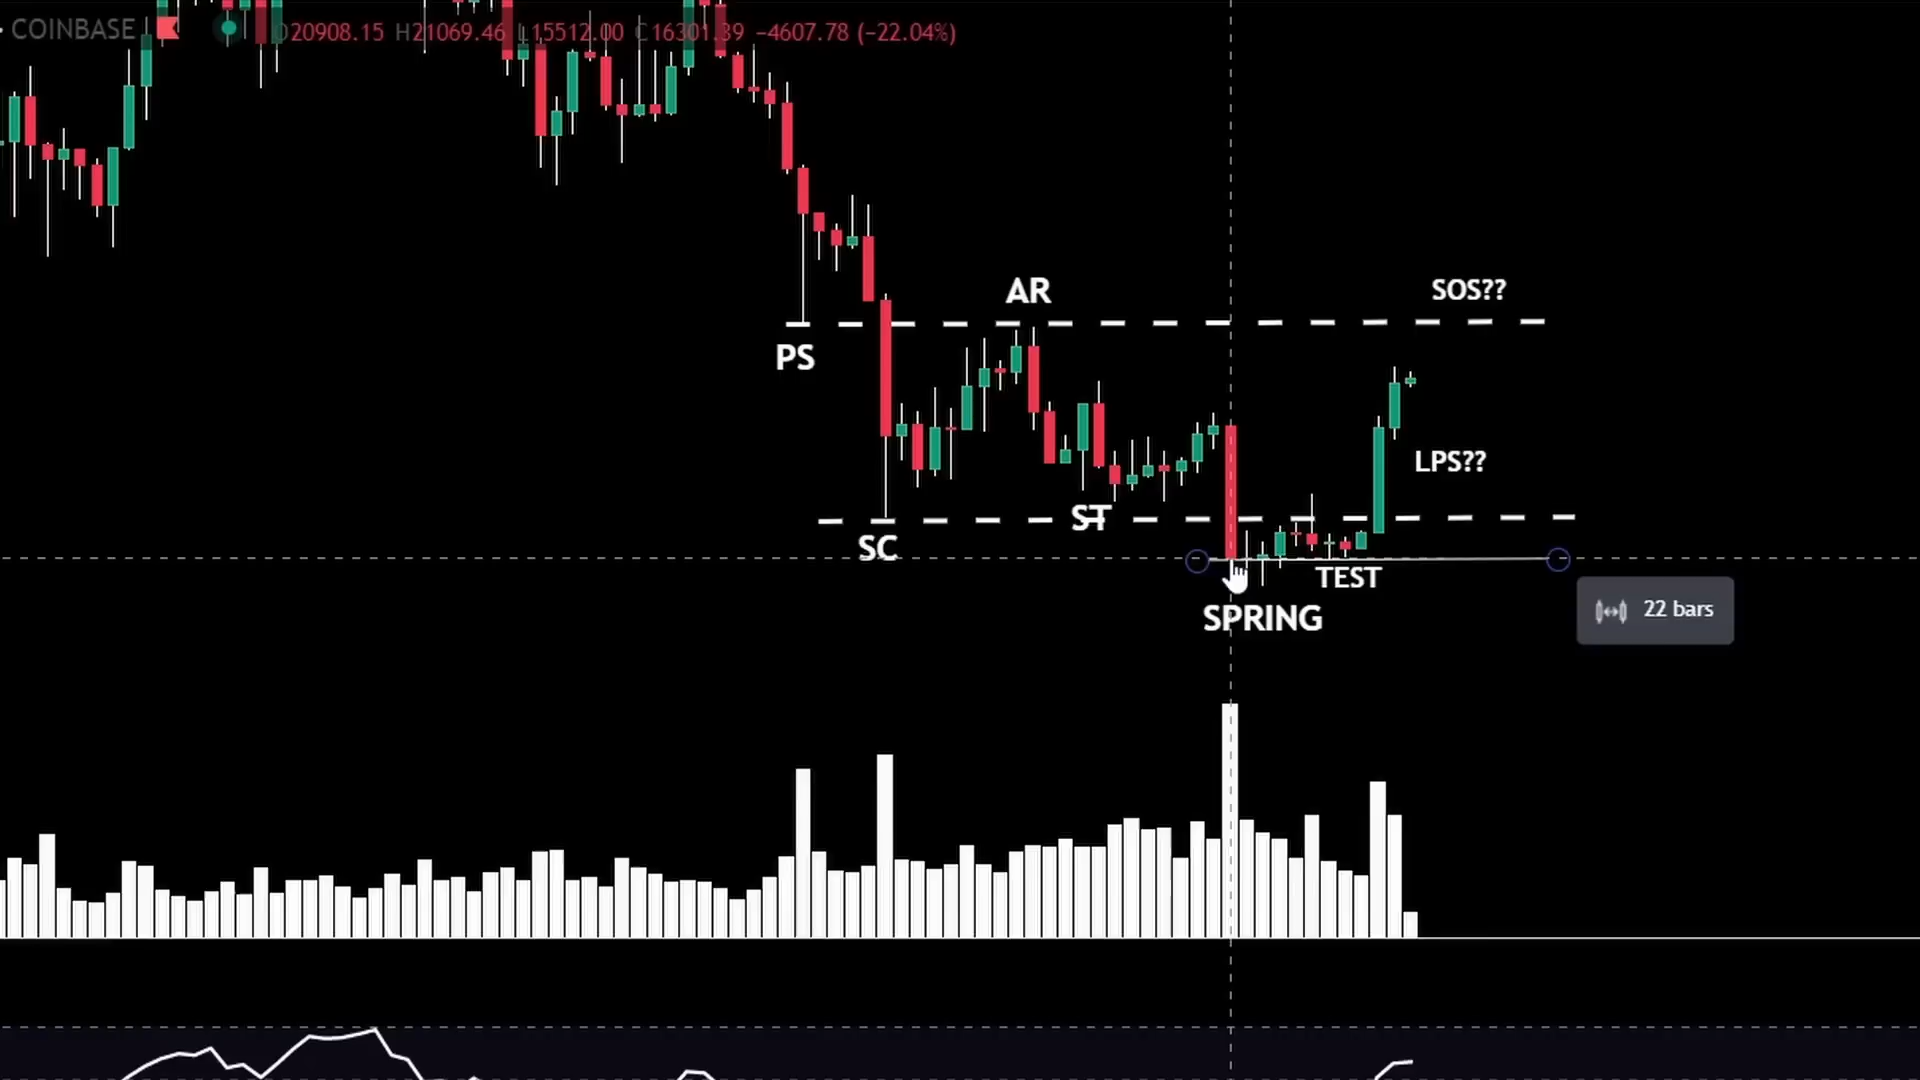 · COINBASE O20908.15 H21069.46 L15512.00 C16301.39 −4607.78 (−22.04%)
AR
SOS??
PS
LPS??
ST
SC
TEST
22 bars
SPRING